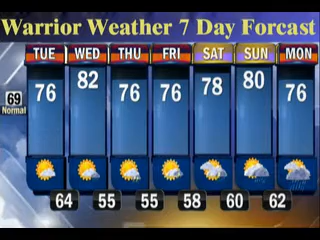 Warrior Weather 7 Day Forcast
TUE WED THU FRI SAT SUN MON
76 82 76 76 78 80 76
69
Normal
64 55 55 58 60 62